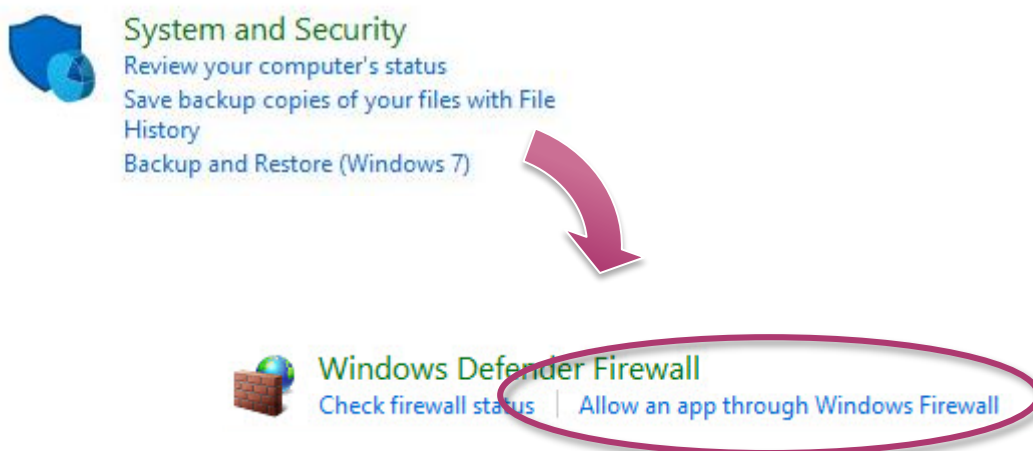 System and Security
Review your computer's status
Save backup copies of your files with File
History
Backup and Restore (Windows 7)
Windows Defender Firewall
Check firewall status | Allow an app through Windows Firewall